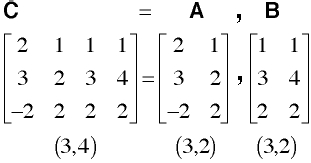 C = A , B
2 1 1 1 2 1 1 1
3 2 3 4 = 3 2 , 3 4
-2 2 2 2 -2 2 2 2
(3,4) (3,2) (3,2)